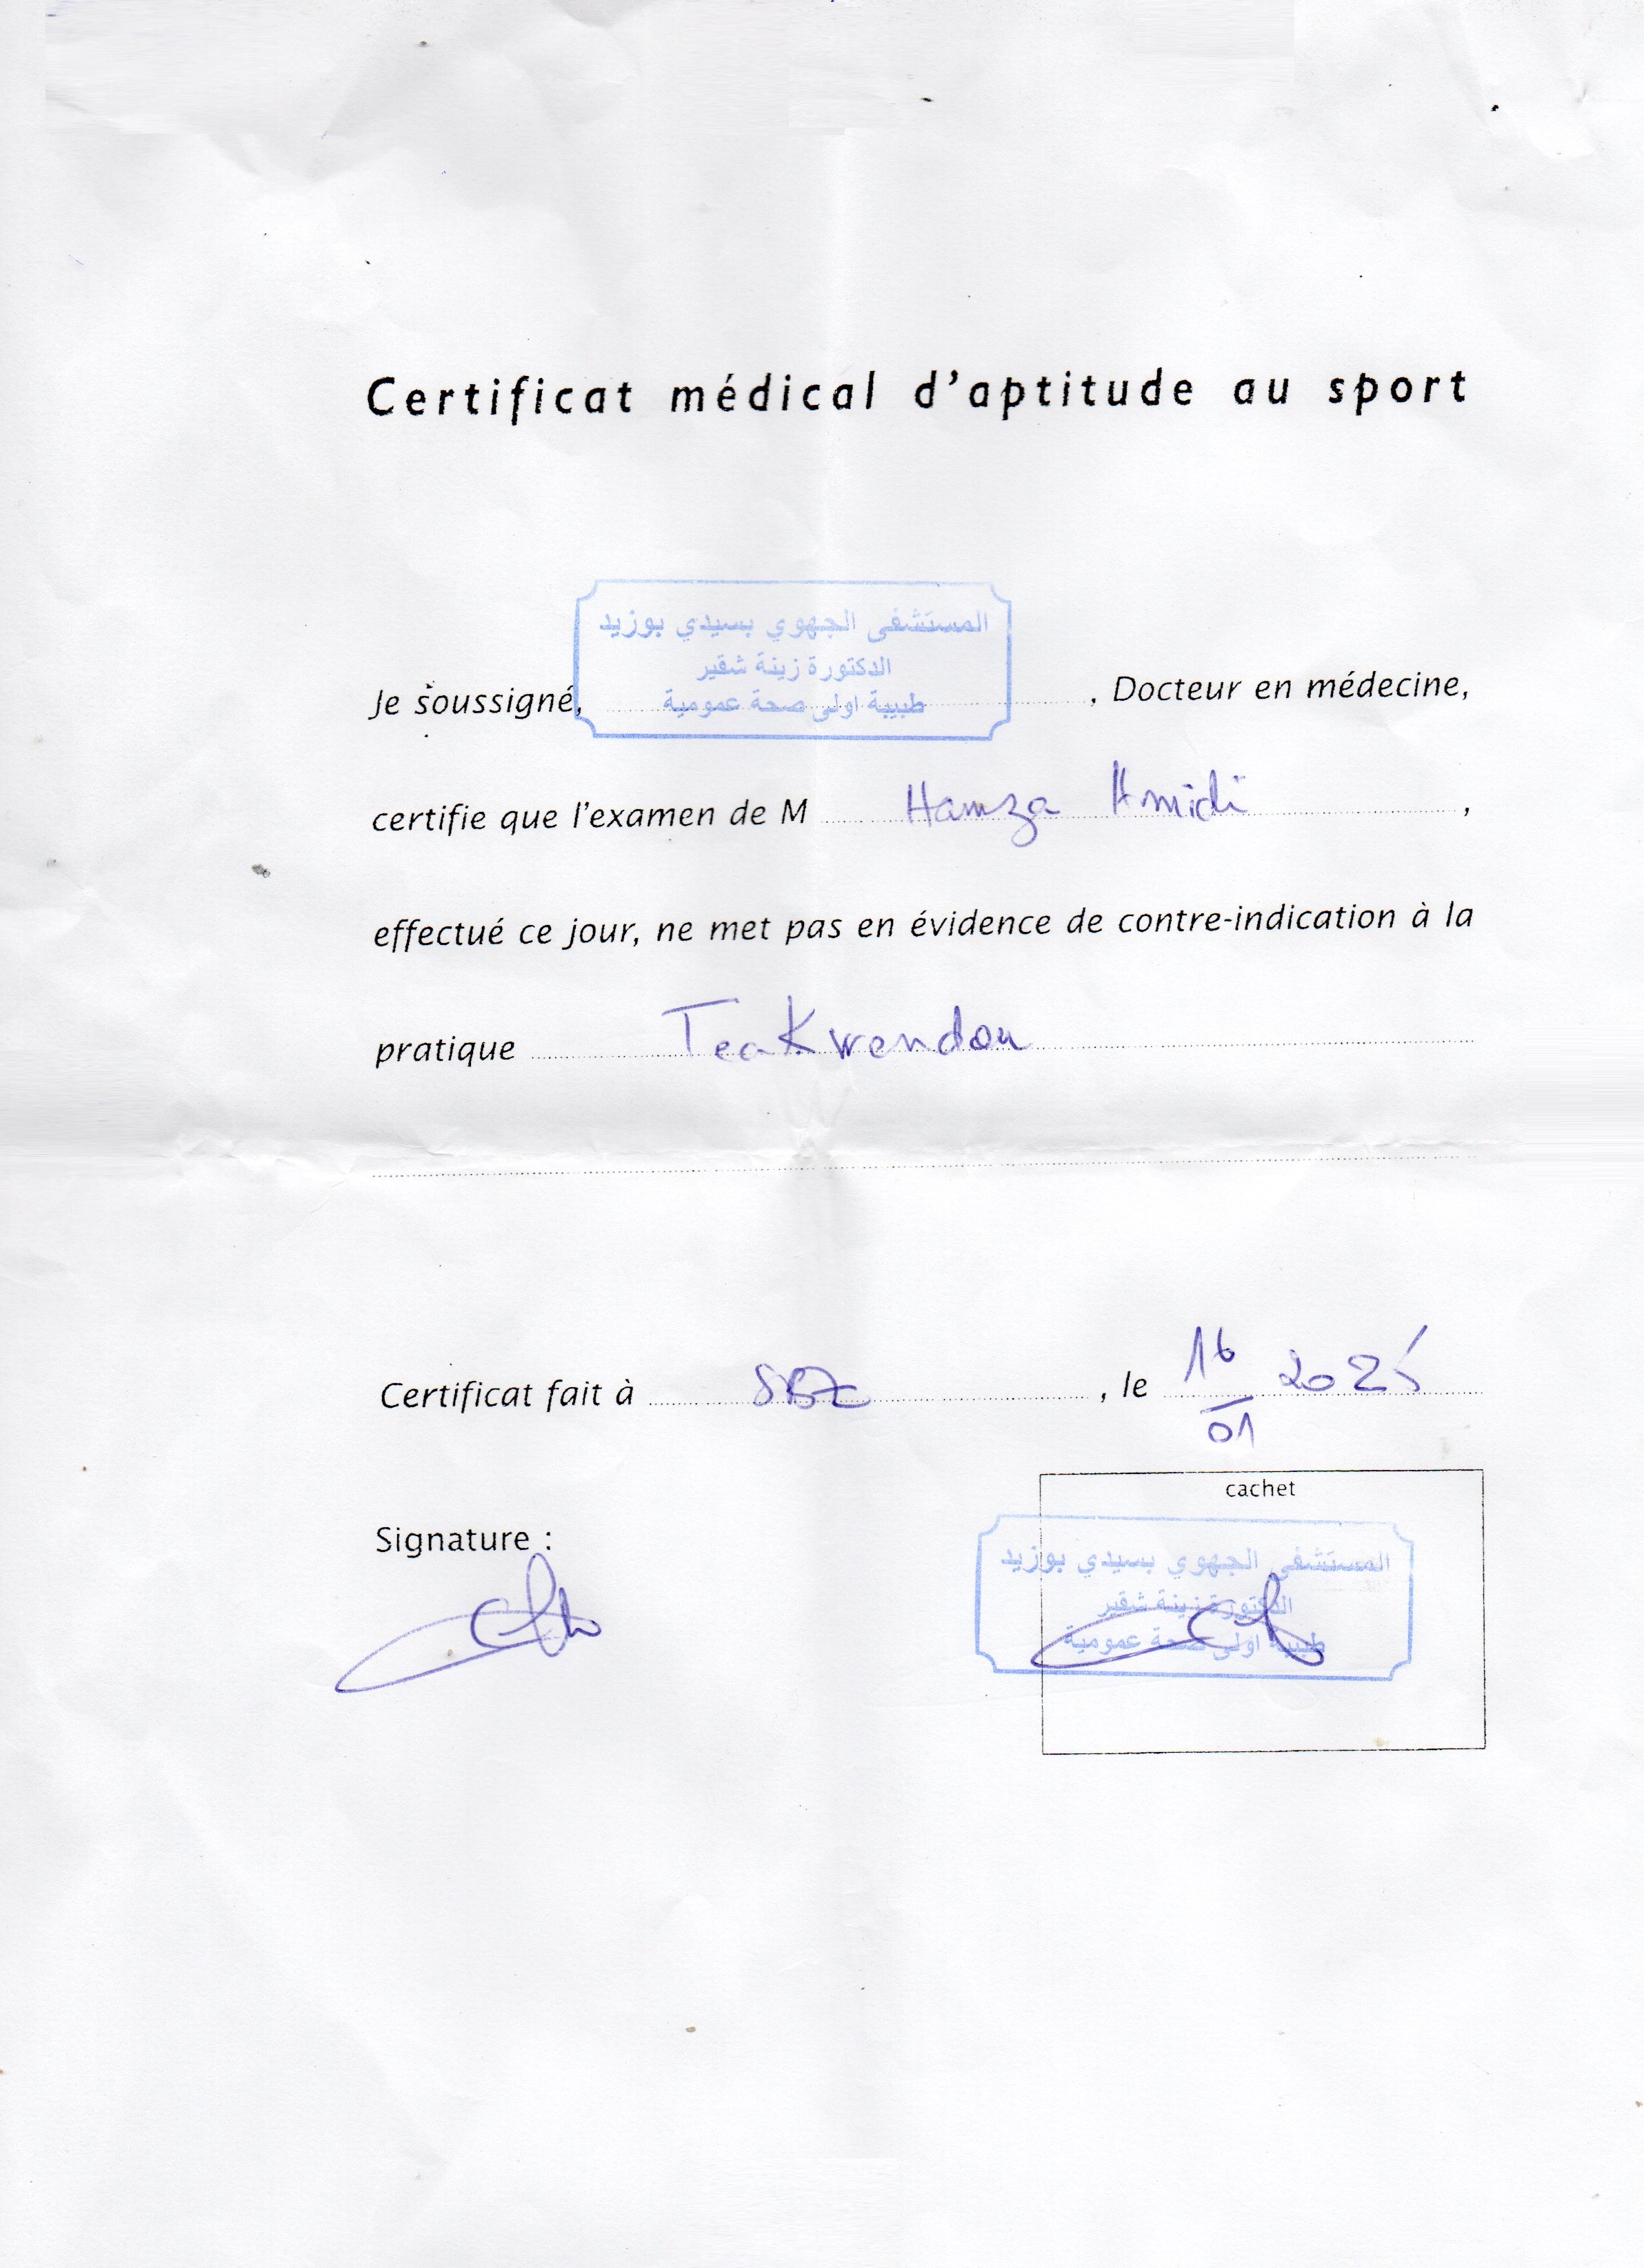 Certificat médical d'aptitude au sport
المستشفى الجهوي بسيدي بوزيد
الدكتورة زينة شقير
طبيبة اولى صحة عمومية
Je soussigné, , Docteur en médecine,
certifie que l'examen de M Hamza Hmidi ,
effectué ce jour, ne met pas en évidence de contre-indication à la
pratique TeaKwendou
Certificat fait à SBZ , le 16/01 2025
cachet
Signature :
المستشفى الجهوي بسيدي بوزيد
الدكتورة زينة شقير
طبيبة اولى صحة عمومية